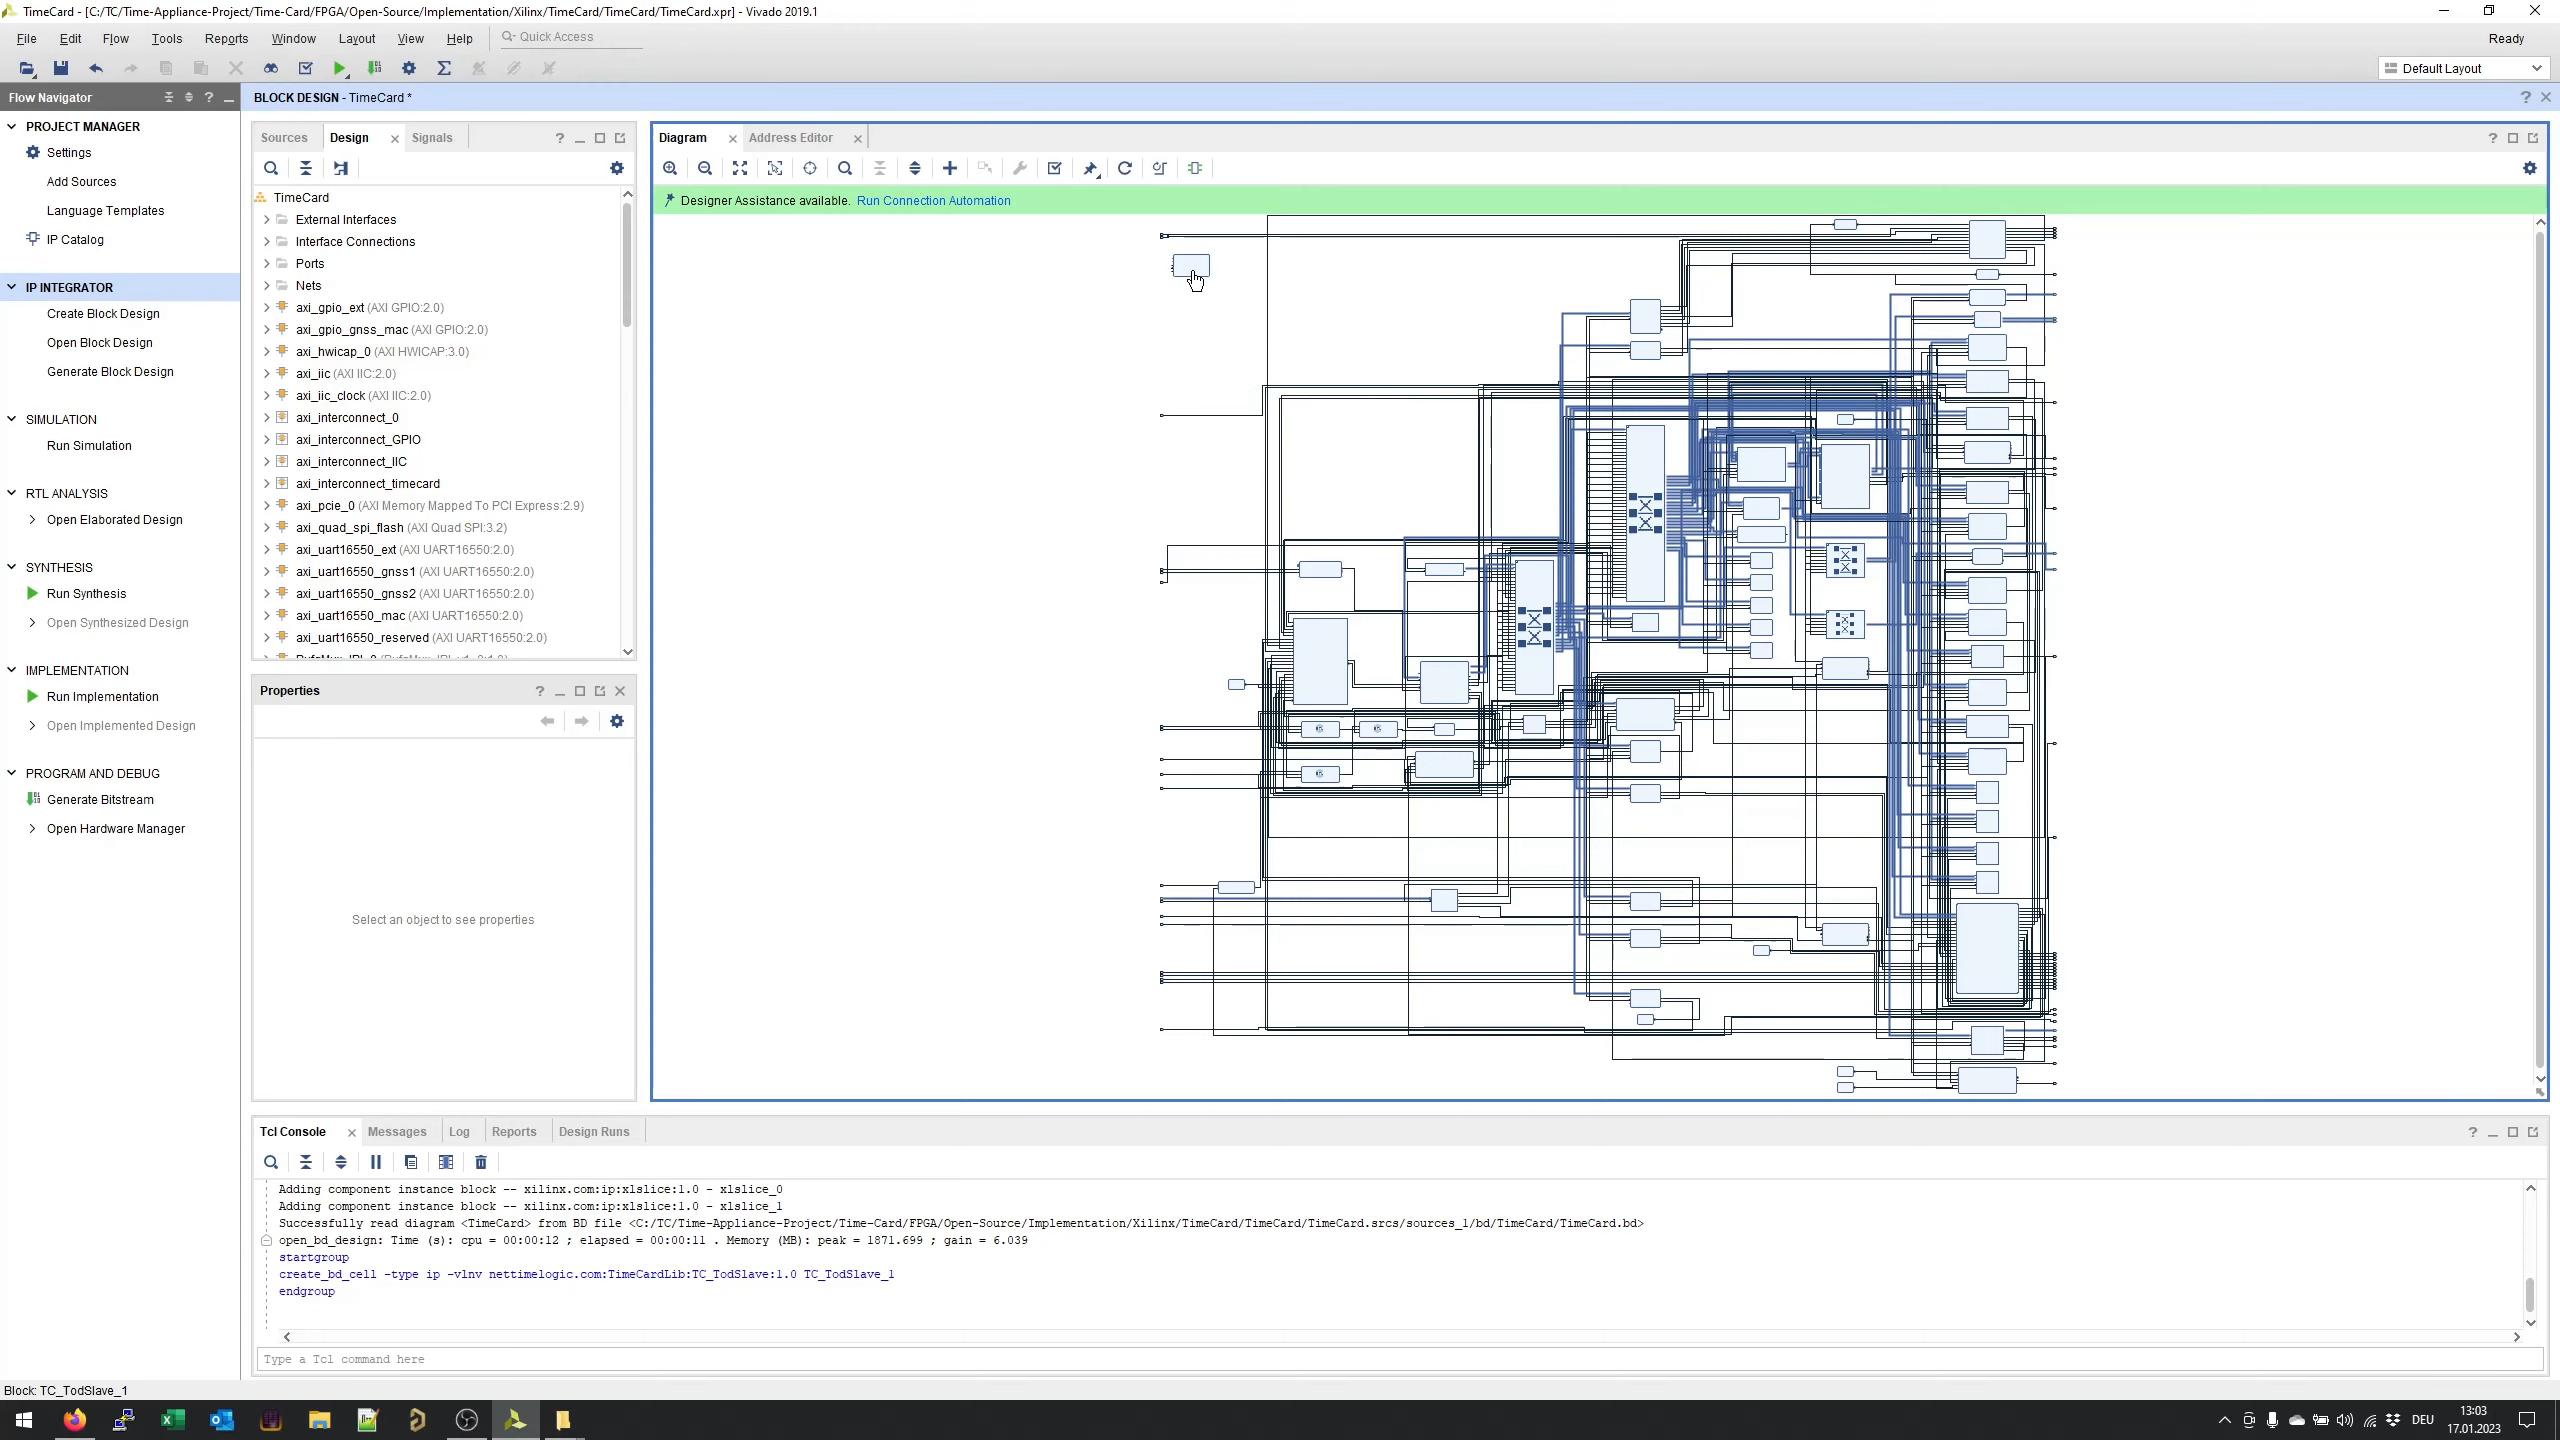 TimeCard - [C:/TC/Time-Appliance-Project/Time-Card/FPGA/Open-Source/Implementation/Xilinx/TimeCard/TimeCard/TimeCard.xpr] - Vivado 2019.1
File Edit Flow Tools Reports Window Layout View Help Quick Access
Ready
Default Layout
Flow Navigator
PROJECT MANAGER
Settings
Add Sources
Language Templates
IP Catalog
IP INTEGRATOR
Create Block Design
Open Block Design
Generate Block Design
SIMULATION
Run Simulation
RTL ANALYSIS
Open Elaborated Design
SYNTHESIS
Run Synthesis
Open Synthesized Design
IMPLEMENTATION
Run Implementation
Open Implemented Design
PROGRAM AND DEBUG
Generate Bitstream
Open Hardware Manager
BLOCK DESIGN - TimeCard *
Sources Design Signals
TimeCard
External Interfaces
Interface Connections
Ports
Nets
axi_gpio_ext (AXI GPIO:2.0)
axi_gpio_gnss_mac (AXI GPIO:2.0)
axi_hwicap_0 (AXI HWICAP:3.0)
axi_iic (AXI IIC:2.0)
axi_iic_clock (AXI IIC:2.0)
axi_interconnect_0
axi_interconnect_GPIO
axi_interconnect_IIC
axi_interconnect_timecard
axi_pcie_0 (AXI Memory Mapped To PCI Express:2.9)
axi_quad_spi_flash (AXI Quad SPI:3.2)
axi_uart16550_ext (AXI UART16550:2.0)
axi_uart16550_gnss1 (AXI UART16550:2.0)
axi_uart16550_gnss2 (AXI UART16550:2.0)
axi_uart16550_mac (AXI UART16550:2.0)
axi_uart16550_reserved (AXI UART16550:2.0)
Properties
Select an object to see properties
Diagram Address Editor
Designer Assistance available. Run Connection Automation
Tcl Console Messages Log Reports Design Runs
Adding component instance block -- xilinx.com:ip:xlslice:1.0 - xlslice_0
Adding component instance block -- xilinx.com:ip:xlslice:1.0 - xlslice_1
Successfully read diagram <TimeCard> from BD file <C:/TC/Time-Appliance-Project/Time-Card/FPGA/Open-Source/Implementation/Xilinx/TimeCard/TimeCard/TimeCard.srcs/sources_1/bd/TimeCard/TimeCard.bd>
open_bd_design: Time (s): cpu = 00:00:12 ; elapsed = 00:00:11 . Memory (MB): peak = 1871.699 ; gain = 6.039
startgroup
create_bd_cell -type ip -vlnv nettimelogic.com:TimeCardLib:TC_TodSlave:1.0 TC_TodSlave_1
endgroup
Type a Tcl command here
Block: TC_TodSlave_1
DEU
13:03
17.01.2023